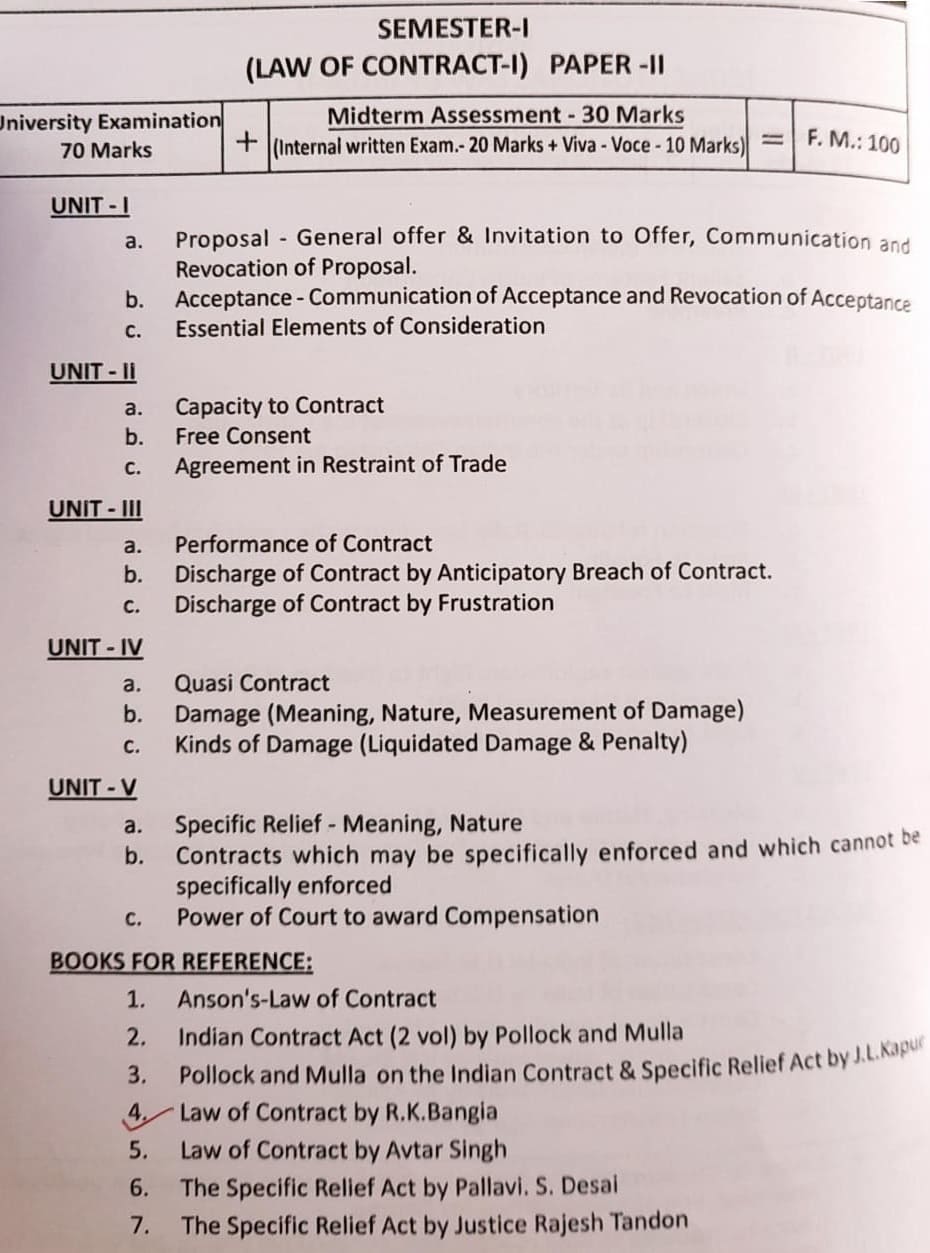 SEMESTER-I
(LAW OF CONTRACT-I) PAPER -II
University Examination
70 Marks
+
Midterm Assessment - 30 Marks
(Internal written Exam.- 20 Marks + Viva - Voce - 10 Marks)
=
F. M.: 100
UNIT - I
a. Proposal - General offer & Invitation to Offer, Communication and
Revocation of Proposal.
b. Acceptance - Communication of Acceptance and Revocation of Acceptance
c. Essential Elements of Consideration
UNIT - II
a. Capacity to Contract
b. Free Consent
c. Agreement in Restraint of Trade
UNIT - III
a. Performance of Contract
b. Discharge of Contract by Anticipatory Breach of Contract.
c. Discharge of Contract by Frustration
UNIT - IV
a. Quasi Contract
b. Damage (Meaning, Nature, Measurement of Damage)
c. Kinds of Damage (Liquidated Damage & Penalty)
UNIT - V
a. Specific Relief - Meaning, Nature
b. Contracts which may be specifically enforced and which cannot be
specifically enforced
c. Power of Court to award Compensation
BOOKS FOR REFERENCE:
1. Anson's-Law of Contract
2. Indian Contract Act (2 vol) by Pollock and Mulla
3. Pollock and Mulla on the Indian Contract & Specific Relief Act by J.L.Kapur
4. Law of Contract by R.K.Bangia
5. Law of Contract by Avtar Singh
6. The Specific Relief Act by Pallavi. S. Desai
7. The Specific Relief Act by Justice Rajesh Tandon